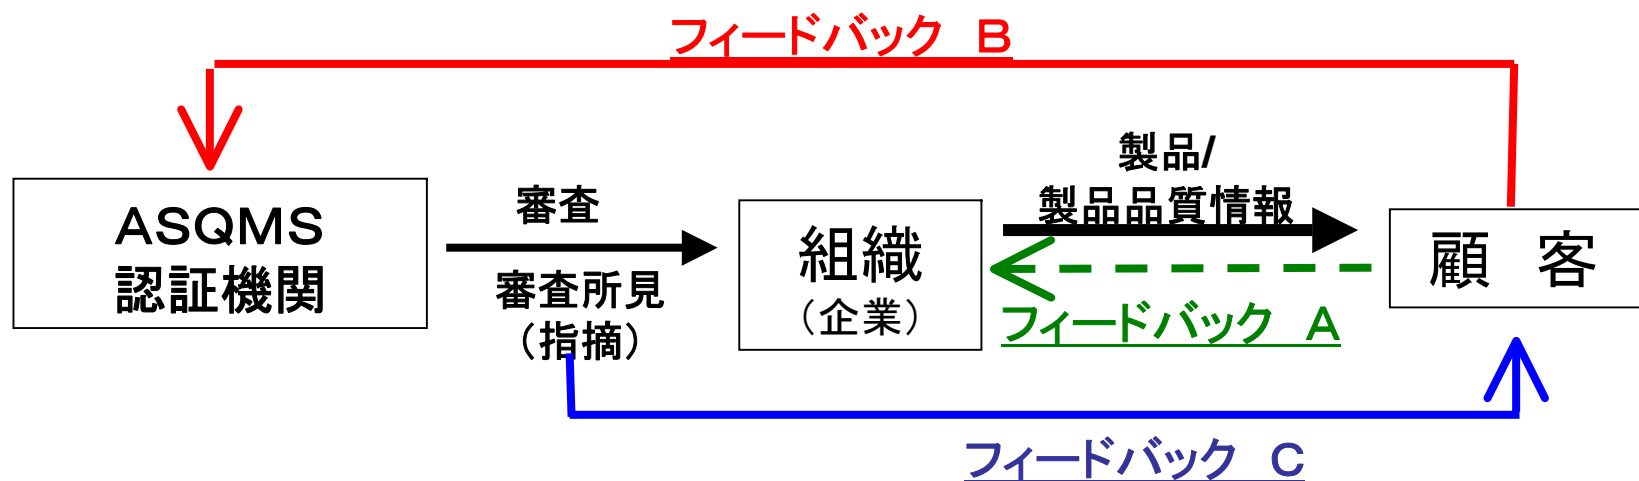 フィードバック　B
ASQMS
認証機関
審査
審査所見
（指摘）
組織
（企業）
製品/
製品品質情報
フィードバック　A
顧　客
フィードバック　C